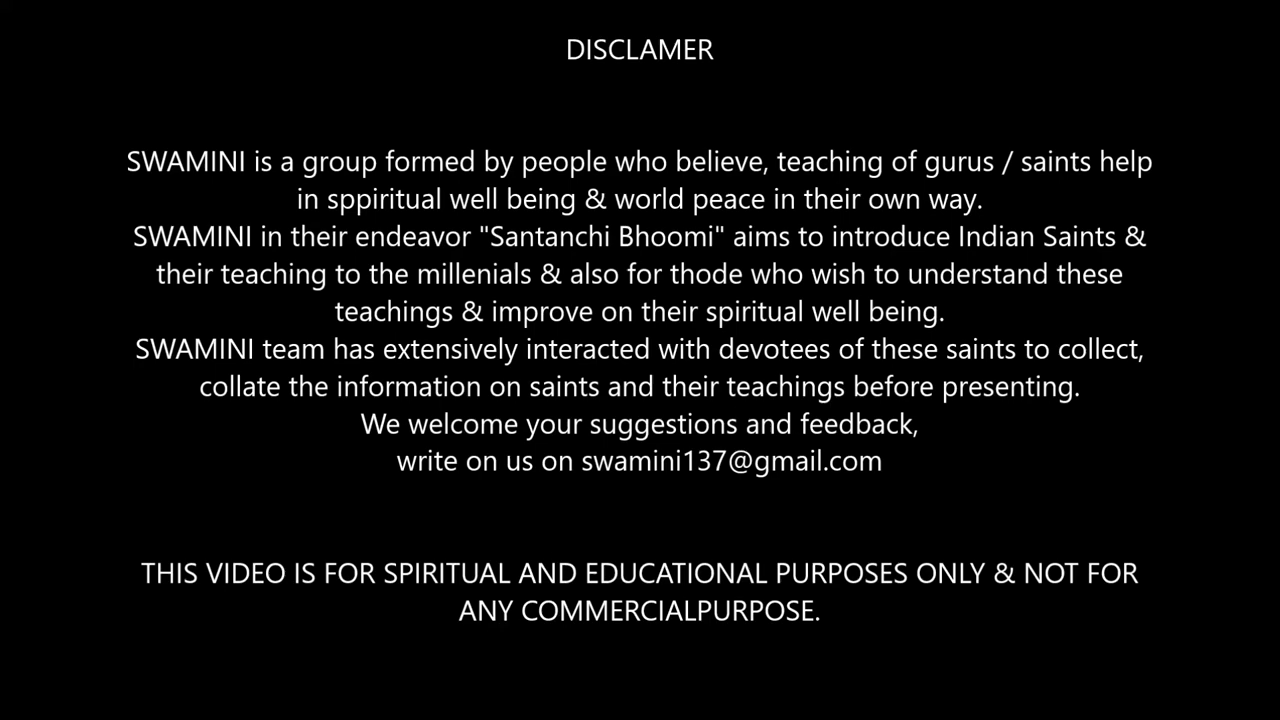 DISCLAMER
SWAMINI is a group formed by people who believe, teaching of gurus / saints help
in sppiritual well being & world peace in their own way.
SWAMINI in their endeavor "Santanchi Bhoomi" aims to introduce Indian Saints &
their teaching to the millenials & also for thode who wish to understand these
teachings & improve on their spiritual well being.
SWAMINI team has extensively interacted with devotees of these saints to collect,
collate the information on saints and their teachings before presenting.
We welcome your suggestions and feedback,
write on us on swamini137@gmail.com
THIS VIDEO IS FOR SPIRITUAL AND EDUCATIONAL PURPOSES ONLY & NOT FOR
ANY COMMERCIALPURPOSE.